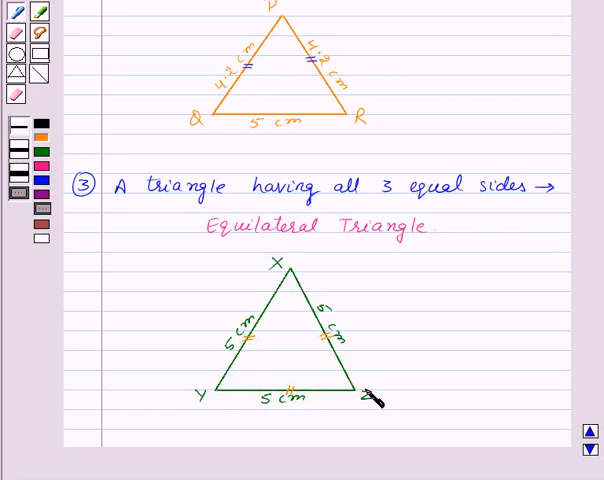 P
4.2 cm
4.2 cm
Q
R
5 cm
3 A triangle having all 3 equal sides →
Equilateral Triangle.
X
5 cm
5 cm
Y
Z
5 cm